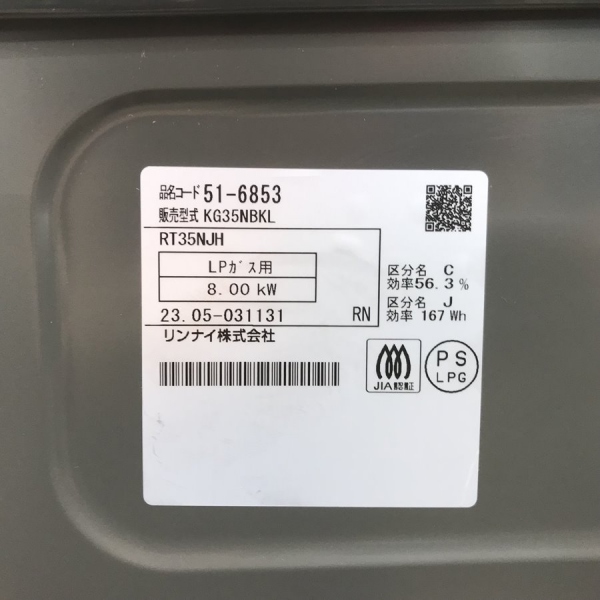 品名コード 51-6853
販売型式 KG35NBKL
RT35NJH
LPガス用
8.00 kW
23.05-031131 RN
リンナイ株式会社
区分名 C
効率 56.3 %
区分名 J
効率 167 Wh
JIA認証
PS
LPG